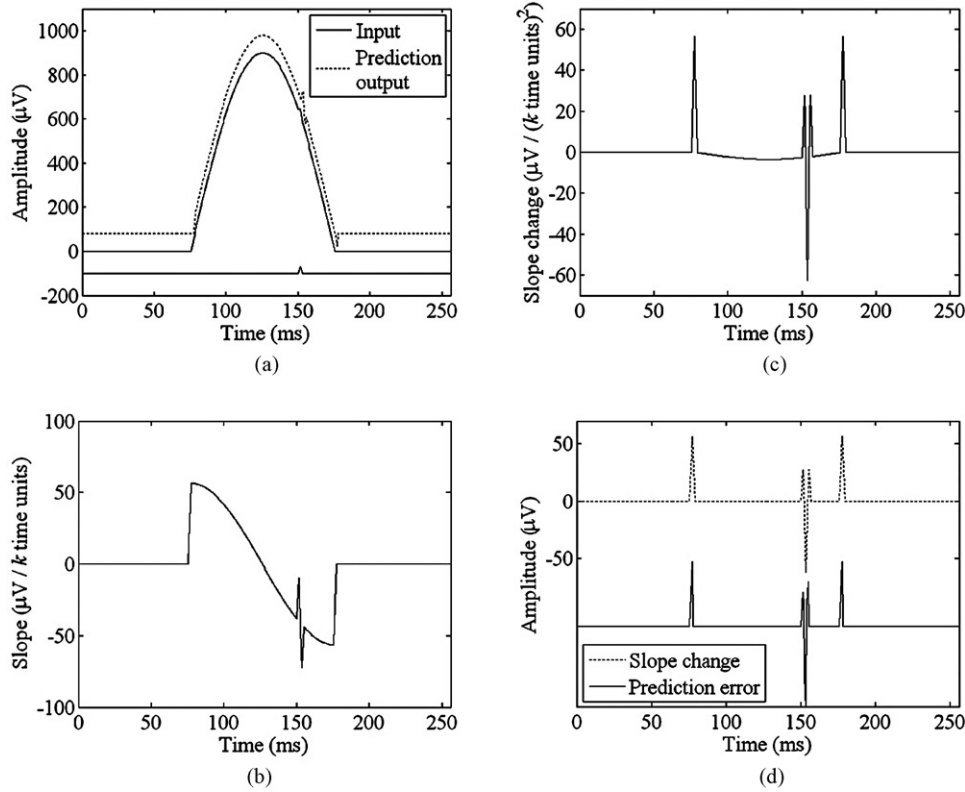 1000
800
600
400
200
0
-200
Amplitude (μV)
Input
Prediction
output
0
50
100
150
200
250
Time (ms)
(a)
60
40
20
0
-20
-40
-60
Slope change (μV / (k time units)²)
0
50
100
150
200
250
Time (ms)
(c)
100
50
0
-50
-100
Slope (μV / k time units)
0
50
100
150
200
250
Time (ms)
(b)
50
0
-50
Amplitude (μV)
Slope change
Prediction error
0
50
100
150
200
250
Time (ms)
(d)